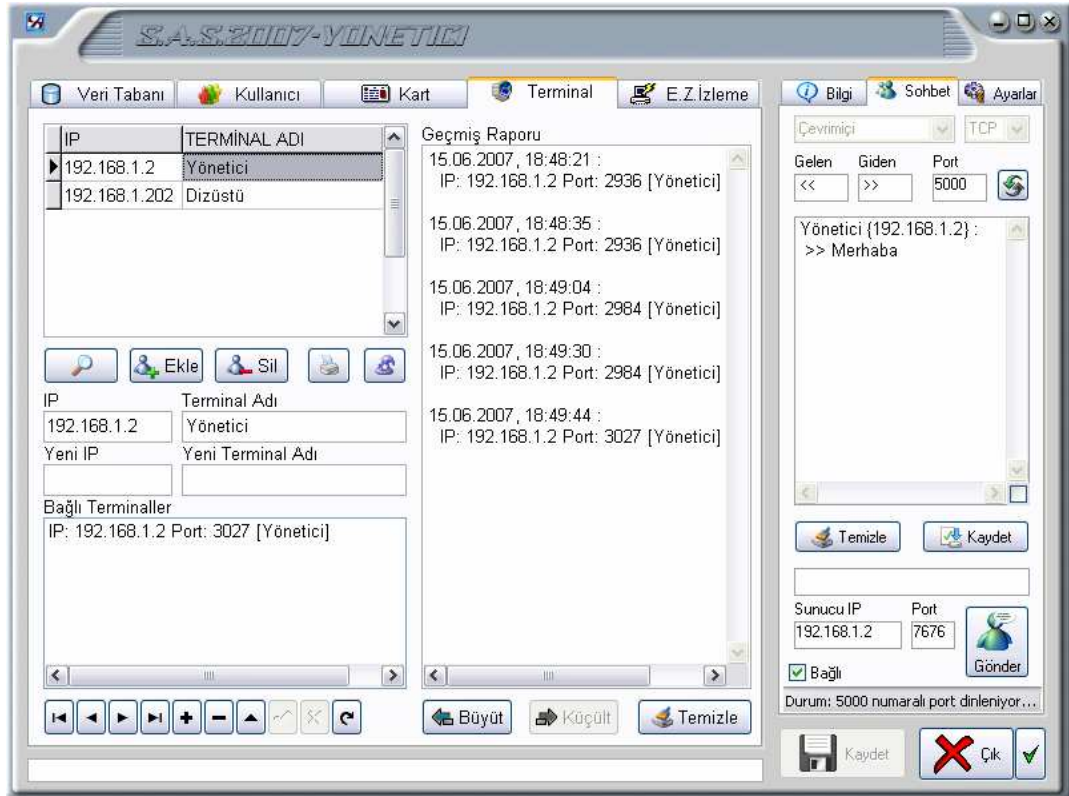 S.A.S.2007-YÖNETİCİ
Veri Tabanı
Kullanıcı
Kart
Terminal
E.Z.İzleme
IP TERMİNAL ADI
192.168.1.2 Yönetici
192.168.1.202 Dizüstü
Ekle
Sil
IP Terminal Adı
192.168.1.2 Yönetici
Yeni IP Yeni Terminal Adı
Bağlı Terminaller
IP: 192.168.1.2 Port: 3027 [Yönetici]
Geçmiş Raporu
15.06.2007, 18:48:21 :
IP: 192.168.1.2 Port: 2936 [Yönetici]
15.06.2007, 18:48:35 :
IP: 192.168.1.2 Port: 2936 [Yönetici]
15.06.2007, 18:49:04 :
IP: 192.168.1.2 Port: 2984 [Yönetici]
15.06.2007, 18:49:30 :
IP: 192.168.1.2 Port: 2984 [Yönetici]
15.06.2007, 18:49:44 :
IP: 192.168.1.2 Port: 3027 [Yönetici]
Büyüt
Küçült
Temizle
Bilgi
Sohbet
Ayarlar
Çevrimiçi TCP
Gelen Giden Port
<< >> 5000
Yönetici {192.168.1.2} :
>> Merhaba
Temizle
Kaydet
Sunucu IP Port
192.168.1.2 7676
Gönder
Bağlı
Durum: 5000 numaralı port dinleniyor...
Kaydet
Çık